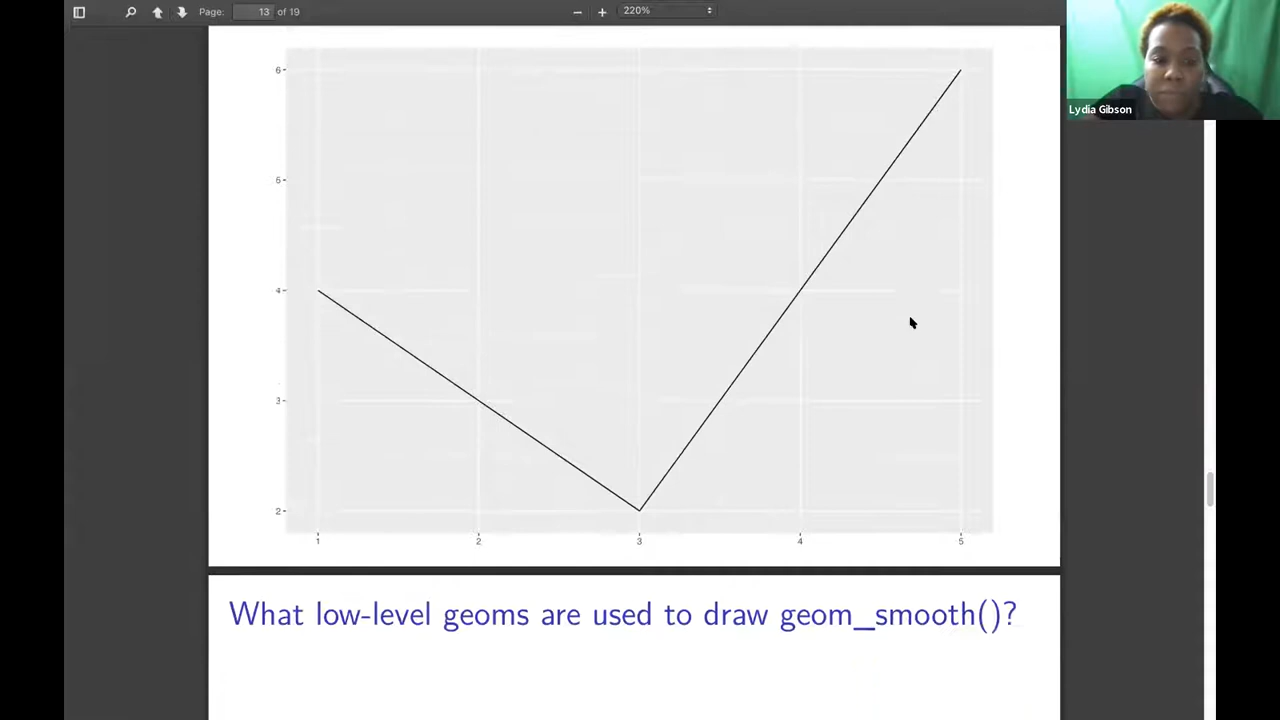 Page: 13 of 19
220%
Lydia Gibson
6
5
4
3
2
1 2 3 4 5
What low-level geoms are used to draw geom_smooth()?